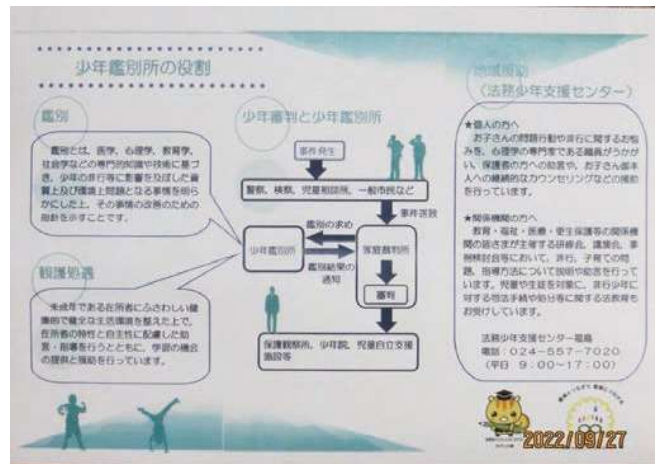 少年鑑別所の役割
鑑別
鑑別とは、医学、心理学、教育学、
社会学などの専門的知識や技術に基づ
き、少年の非行等に影響を及ぼした資
質上及び環境上問題となる事情を明ら
かにした上、その事情の改善のための
指針を示すことです。
観護処遇
未成年である在所者にふさわしい健
康的で健全な生活環境を整えた上で、
在所者の特性と自主性に配慮した助
言・指導を行うとともに、学習の機会
の提供と援助を行っています。
少年審判と少年鑑別所
事件発生
警察、検察、児童相談所、一般市民など
事件送致
鑑別の求め
少年鑑別所
家庭裁判所
鑑別結果の
通知
審判
保護観察所、少年院、児童自立支援
施設等
地域援助
(法務少年支援センター)
★個人の方へ
お子さんの問題行動や非行に関するお悩
みを、心理学の専門家である職員がうかが
い、保護者の方への助言や、お子さん御本
人への継続的なカウンセリングなどの援助
を行っています。
★関係機関の方へ
教育・福祉・医療・更生保護等の関係機
関の皆さまが主催する研修会、講演会、事
例検討会等において、非行、子育ての問
題、指導方法について説明や助言を行って
います。児童や生徒を対象に、非行少年に
対する司法手続や処分等に関する法教育も
お受けしています。
法務少年支援センター福島
電話:024-557-7020
(平日 9:00~17:00)
2022/09/27